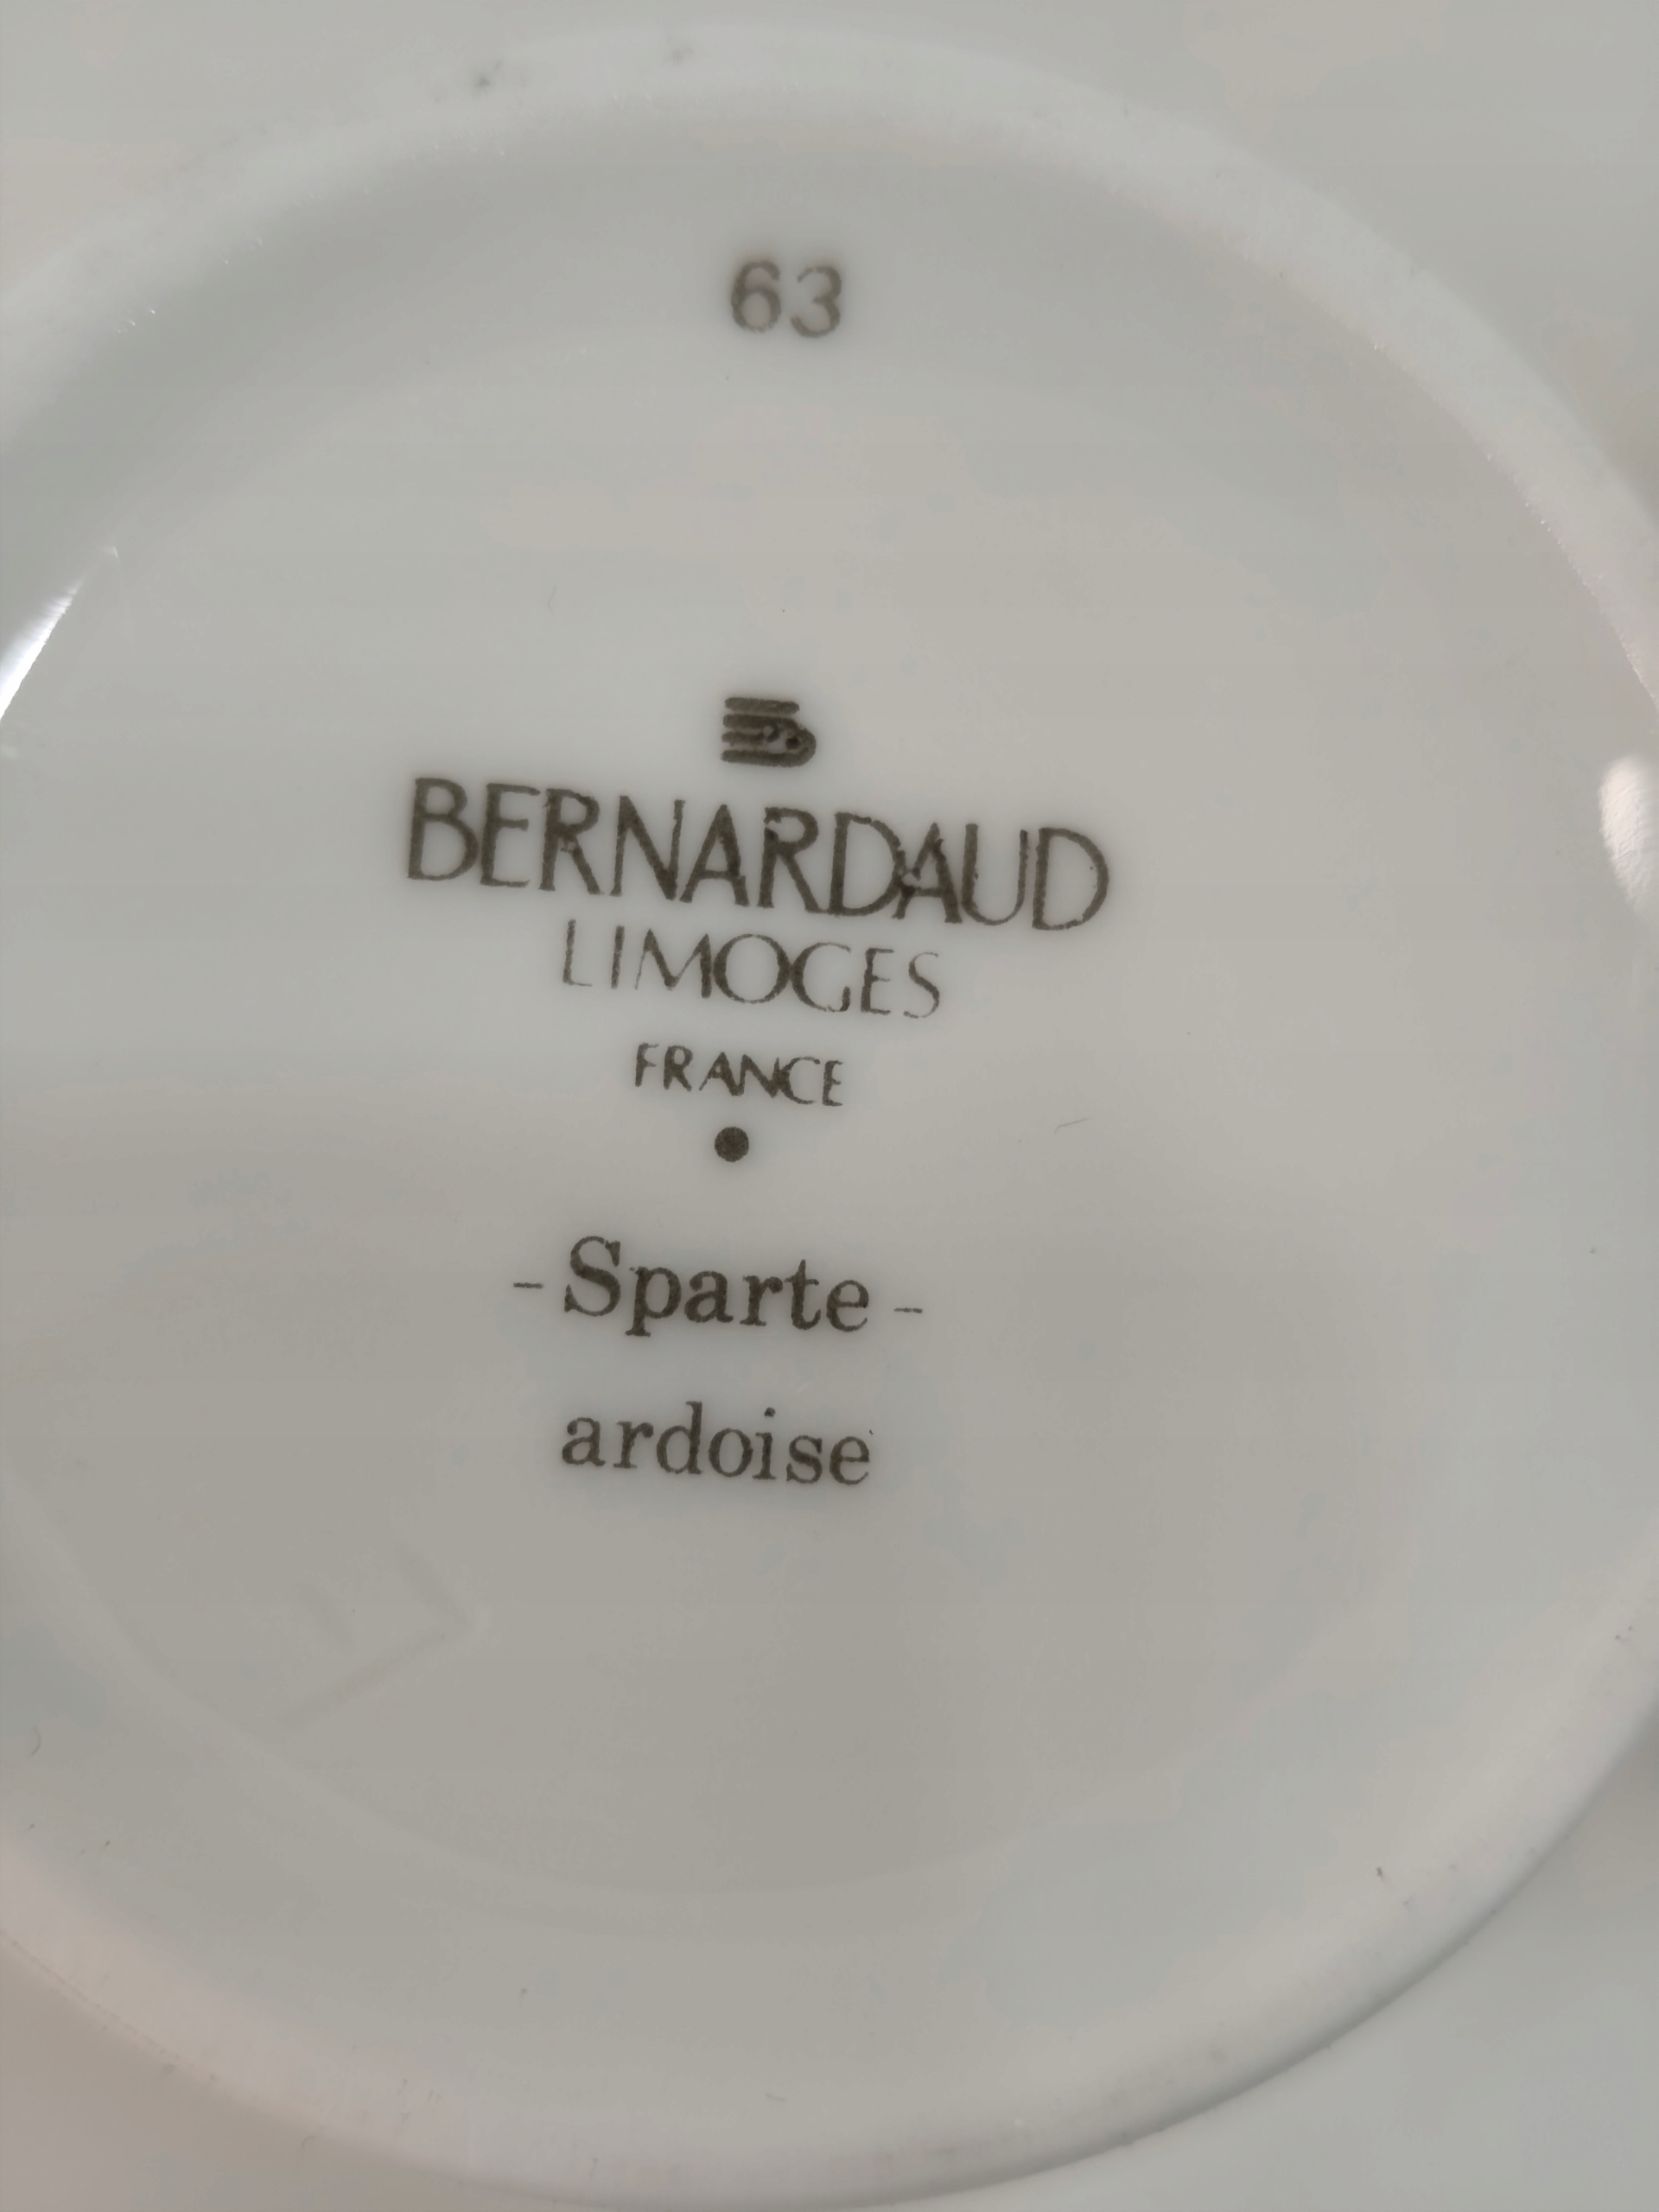 63
BERNARDAUD
LIMOGES
FRANCE
- Sparte -
ardoise